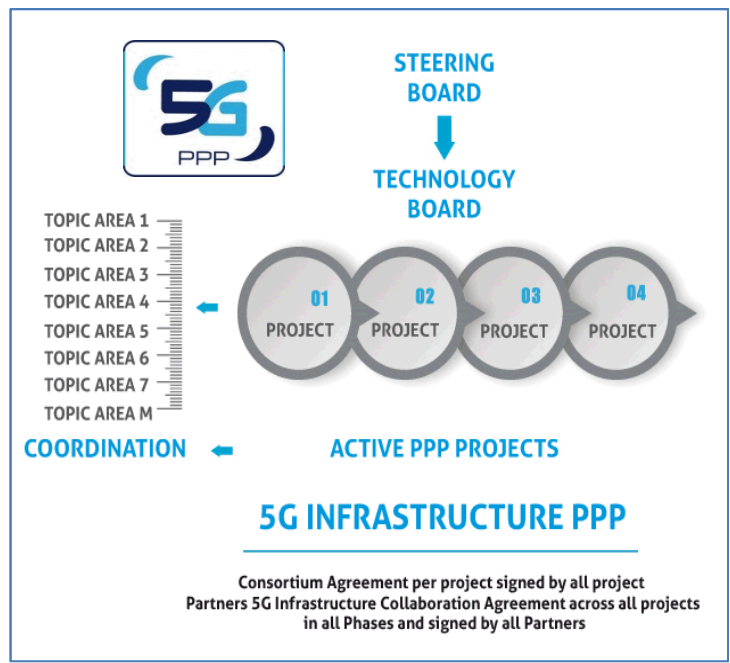 5G
PPP
STEERING
BOARD
TECHNOLOGY
BOARD
TOPIC AREA 1
TOPIC AREA 2
TOPIC AREA 3
TOPIC AREA 4
TOPIC AREA 5
TOPIC AREA 6
TOPIC AREA 7
TOPIC AREA M
01
PROJECT
02
PROJECT
03
PROJECT
04
PROJECT
COORDINATION
ACTIVE PPP PROJECTS
5G INFRASTRUCTURE PPP
Consortium Agreement per project signed by all project
Partners 5G Infrastructure Collaboration Agreement across all projects
in all Phases and signed by all Partners